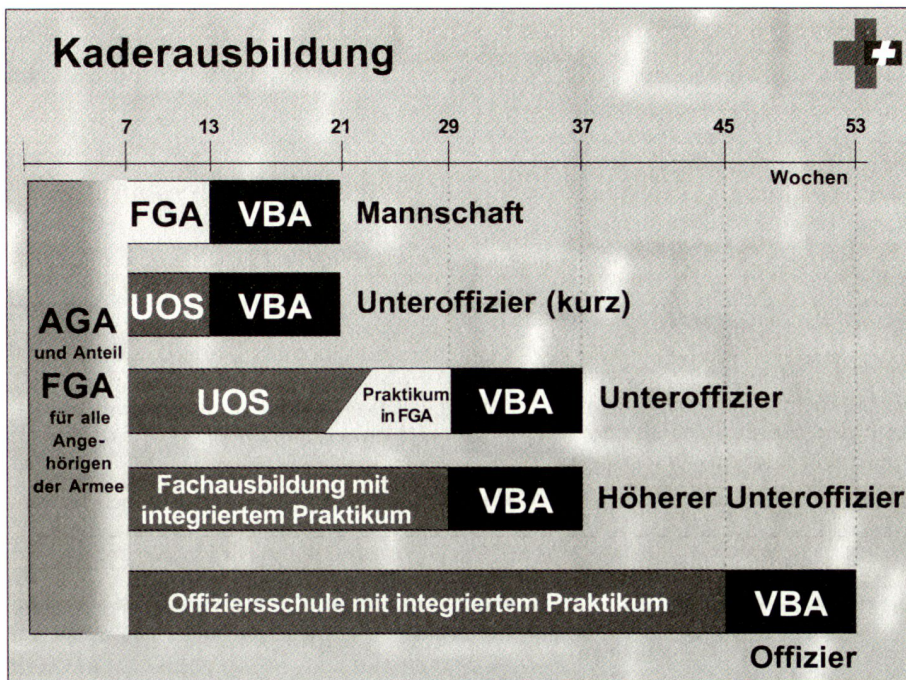 Kaderausbildung
7 13 21 29 37 45 53
Wochen
AGA
und Anteil
FGA
für alle
Ange-
hörigen
der Armee
FGA VBA Mannschaft
UOS VBA Unteroffizier (kurz)
UOS Praktikum
in FGA VBA Unteroffizier
Fachausbildung mit
integriertem Praktikum VBA Höherer Unteroffizier
Offiziersschule mit integriertem Praktikum VBA
Offizier